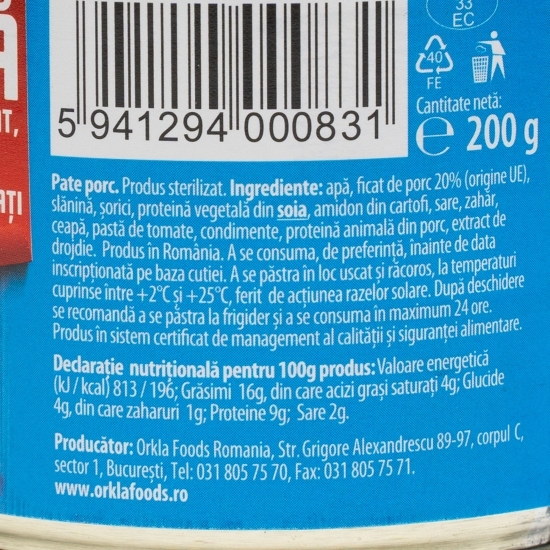 33
EC
40
FE
Cantitate netă:
e 200 g
5 941294 000831
Pate porc. Produs sterilizat. Ingrediente: apă, ficat de porc 20% (origine UE),
slănină, șorici, proteină vegetală din soia, amidon din cartofi, sare, zahăr,
ceapă, pastă de tomate, condimente, proteină animală din porc, extract de
drojdie. Produs în România. A se consuma, de preferință, înainte de data
inscripționată pe baza cutiei. A se păstra în loc uscat și răcoros, la temperaturi
cuprinse între +2°C și +25°C, ferit de acțiunea razelor solare. După deschidere
se recomandă a se păstra la frigider și a se consuma în maximum 24 ore.
Produs în sistem certificat de management al calității și siguranței alimentare.
Declarație nutrițională pentru 100g produs: Valoare energetică
(kJ / kcal) 813 / 196; Grăsimi 16g, din care acizi grași saturați 4g; Glucide
4g, din care zaharuri 1g; Proteine 9g; Sare 2g.
Producător: Orkla Foods Romania, Str. Grigore Alexandrescu 89-97, corpul C,
sector 1, București, Tel: 031 805 75 70, Fax: 031 805 75 71.
www.orklafoods.ro